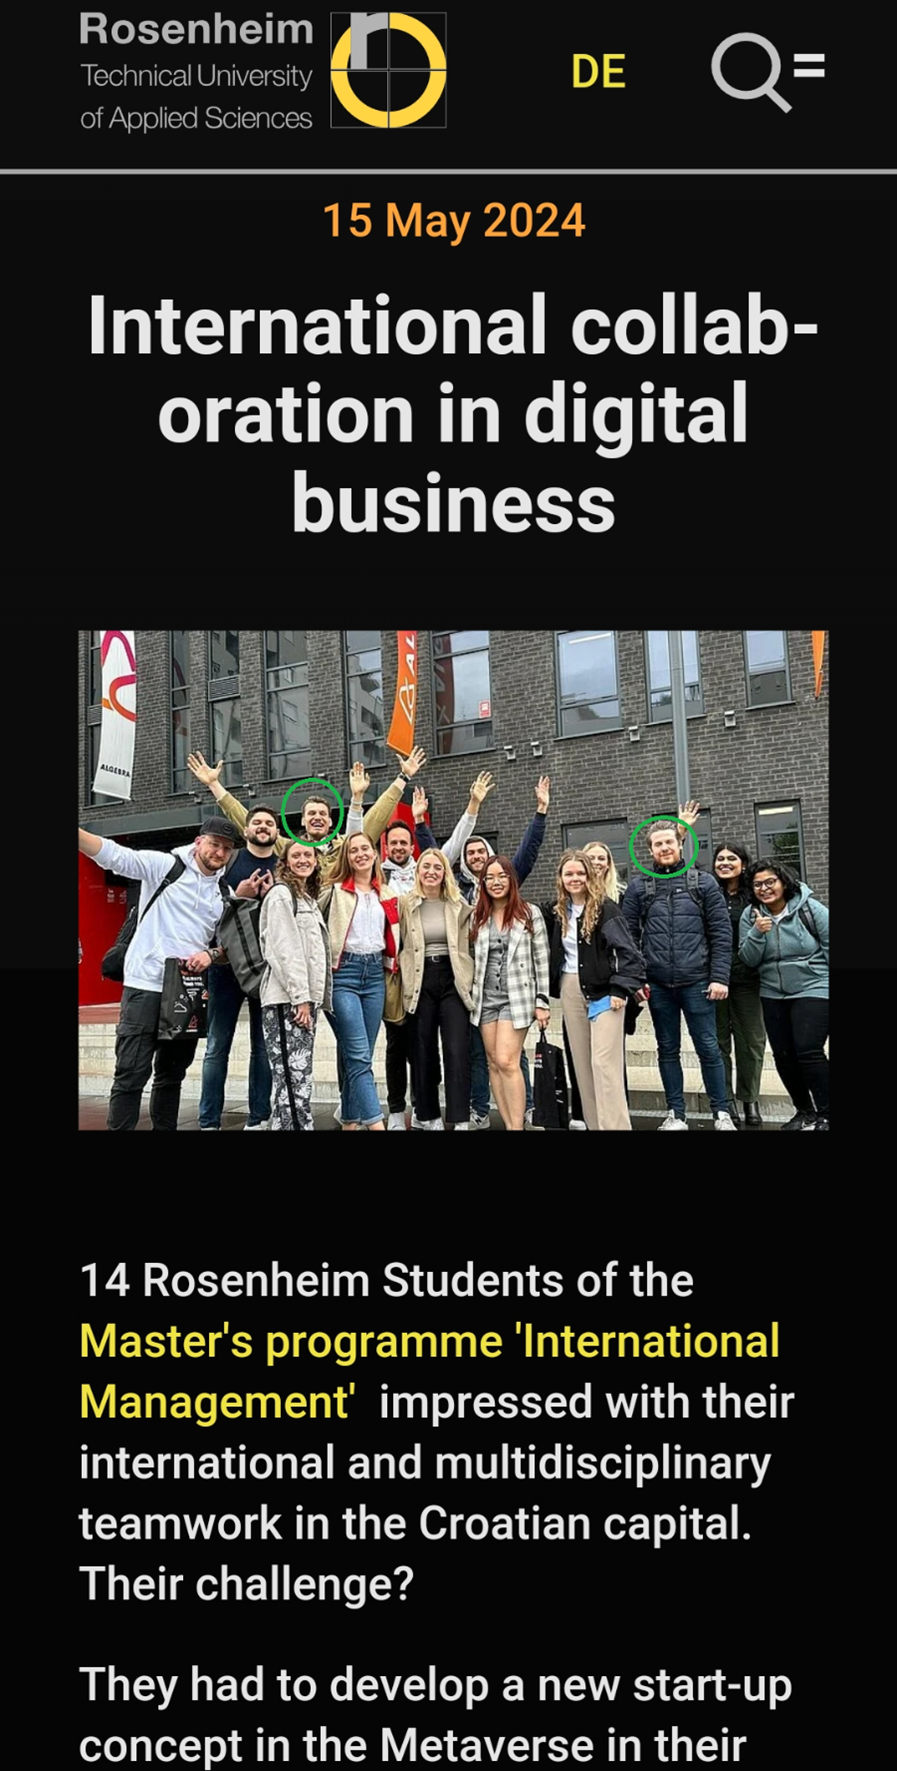 Rosenheim
Technical University
of Applied Sciences
DE
15 May 2024
International collab-
oration in digital
business
ALGEBRA
AL
14 Rosenheim Students of the
Master's programme 'International
Management' impressed with their
international and multidisciplinary
teamwork in the Croatian capital.
Their challenge?
They had to develop a new start-up
concept in the Metaverse in their